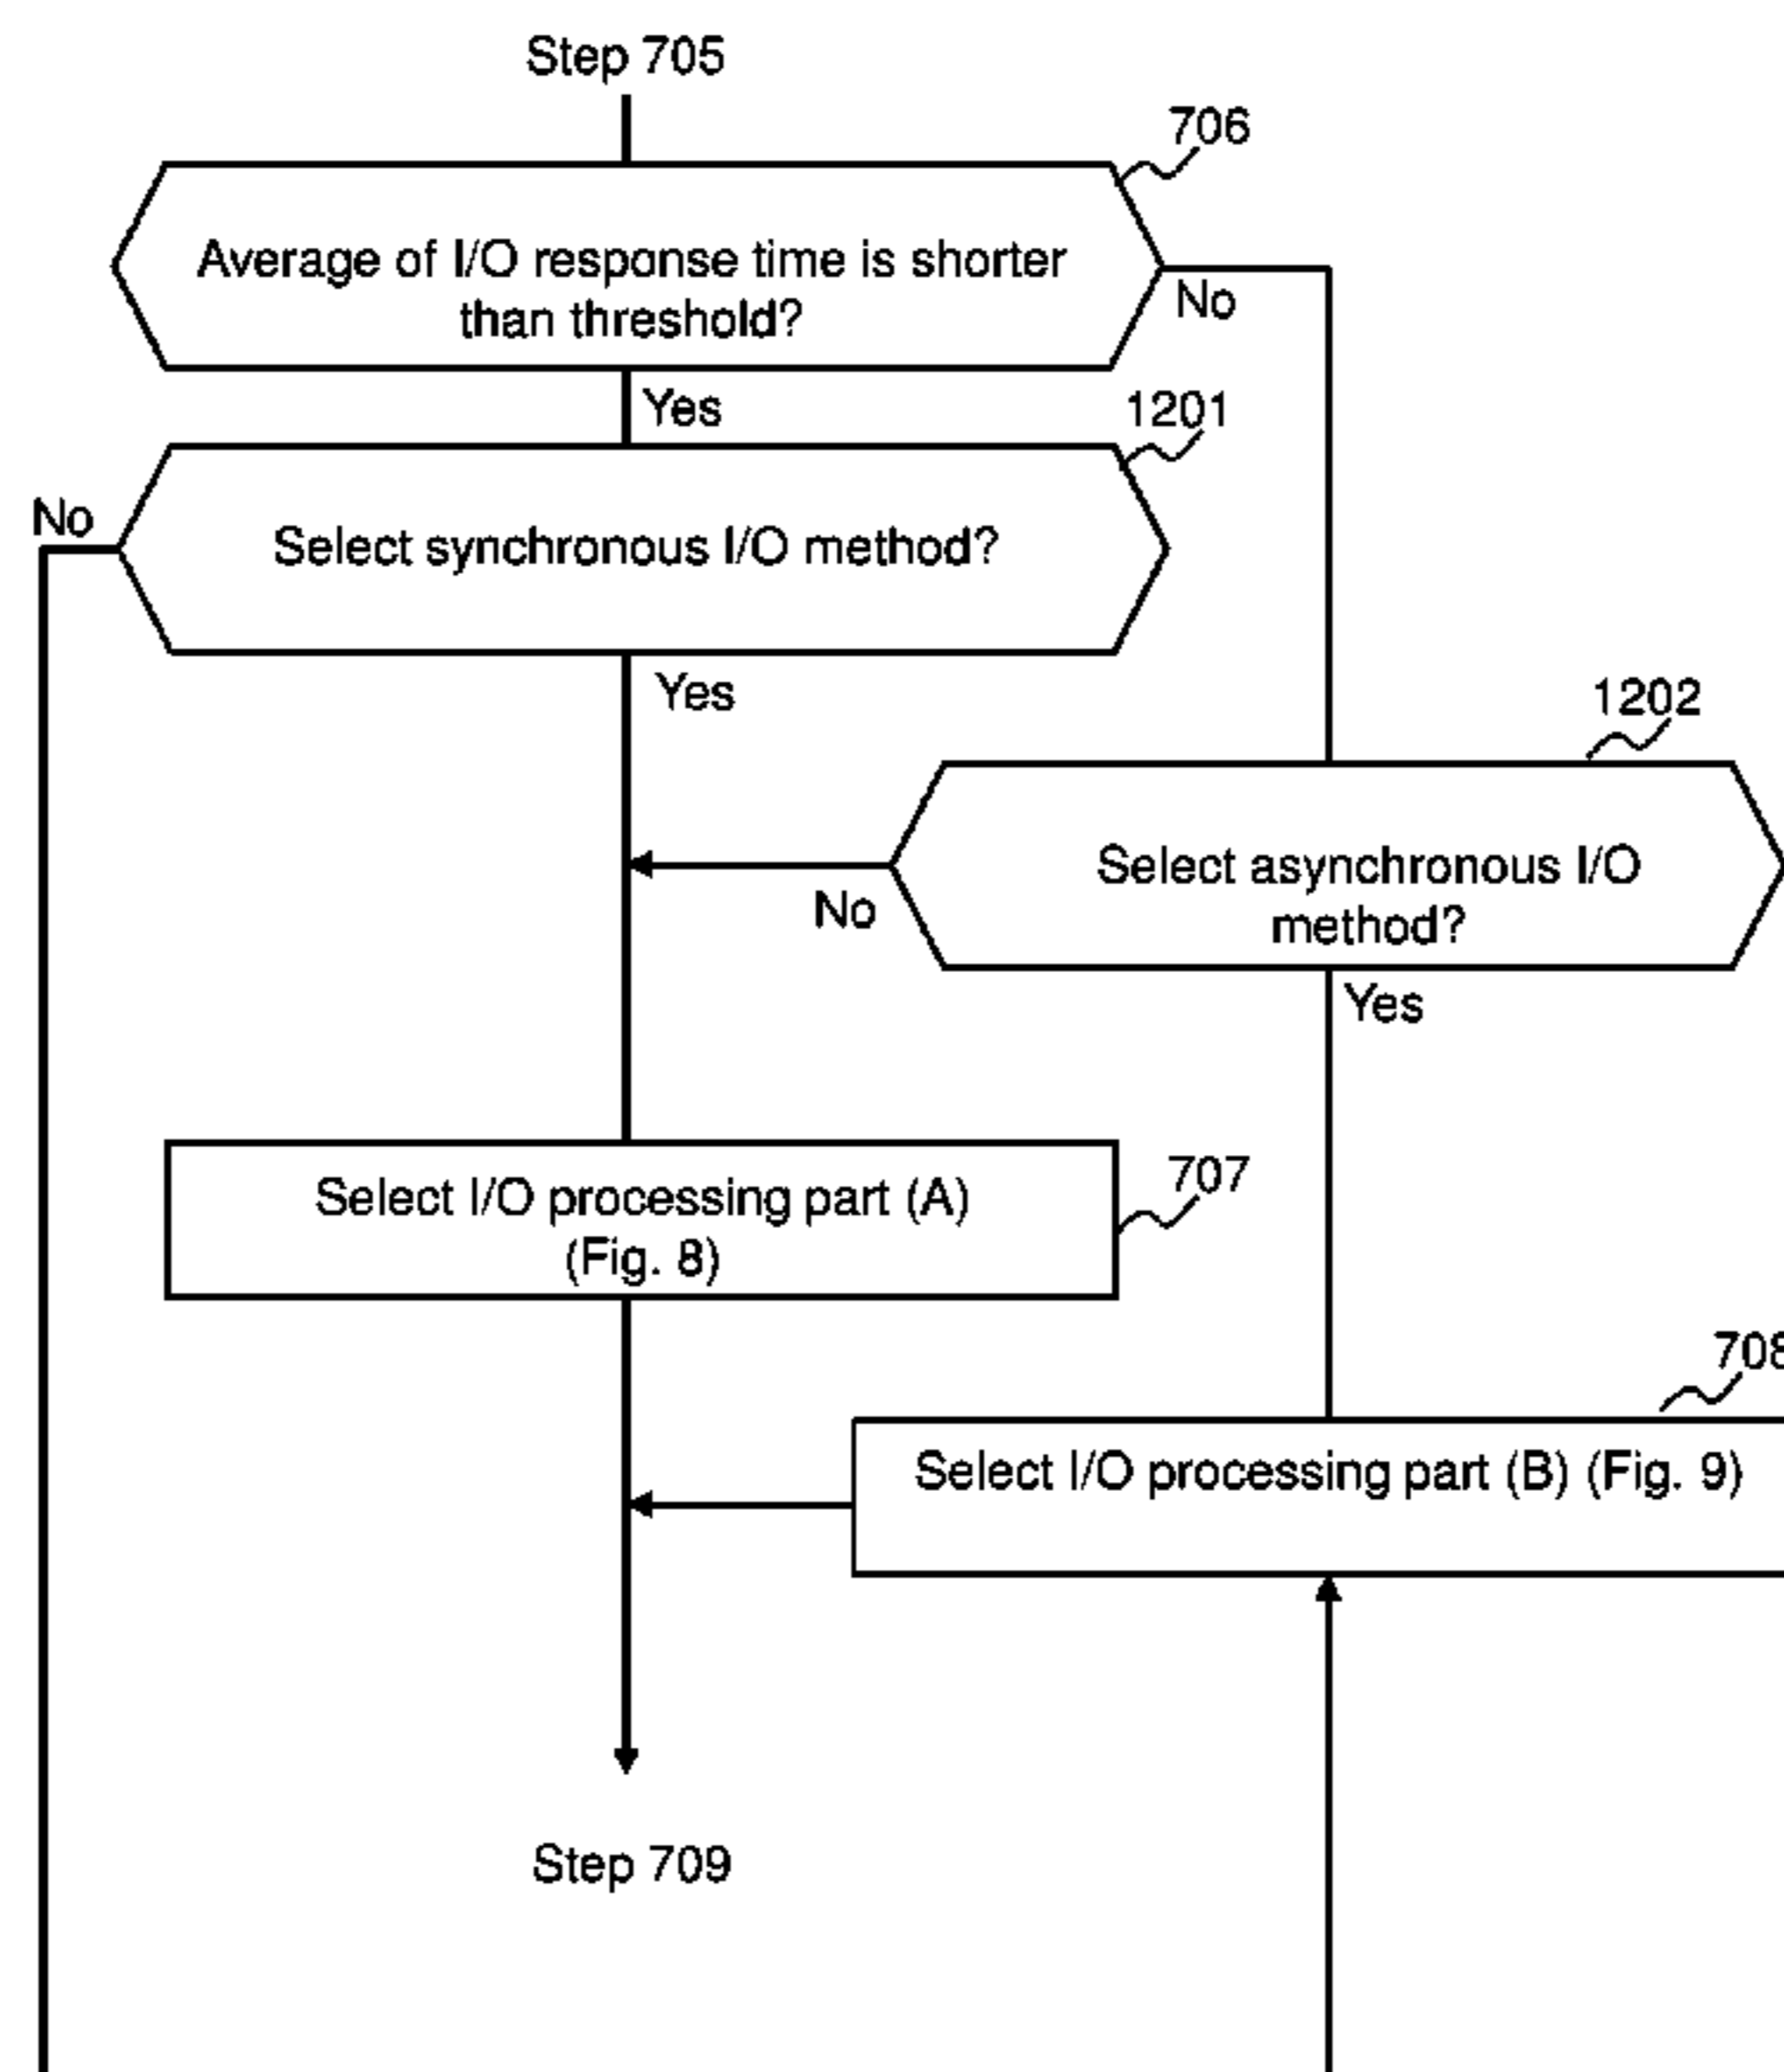 Step 705
706
Average of I/O response time is shorter
than threshold?
No
Yes
1201
No
Select synchronous I/O method?
Yes
1202
Select asynchronous I/O
method?
No
Yes
Select I/O processing part (A)
(Fig. 8)
707
708
Select I/O processing part (B) (Fig. 9)
Step 709